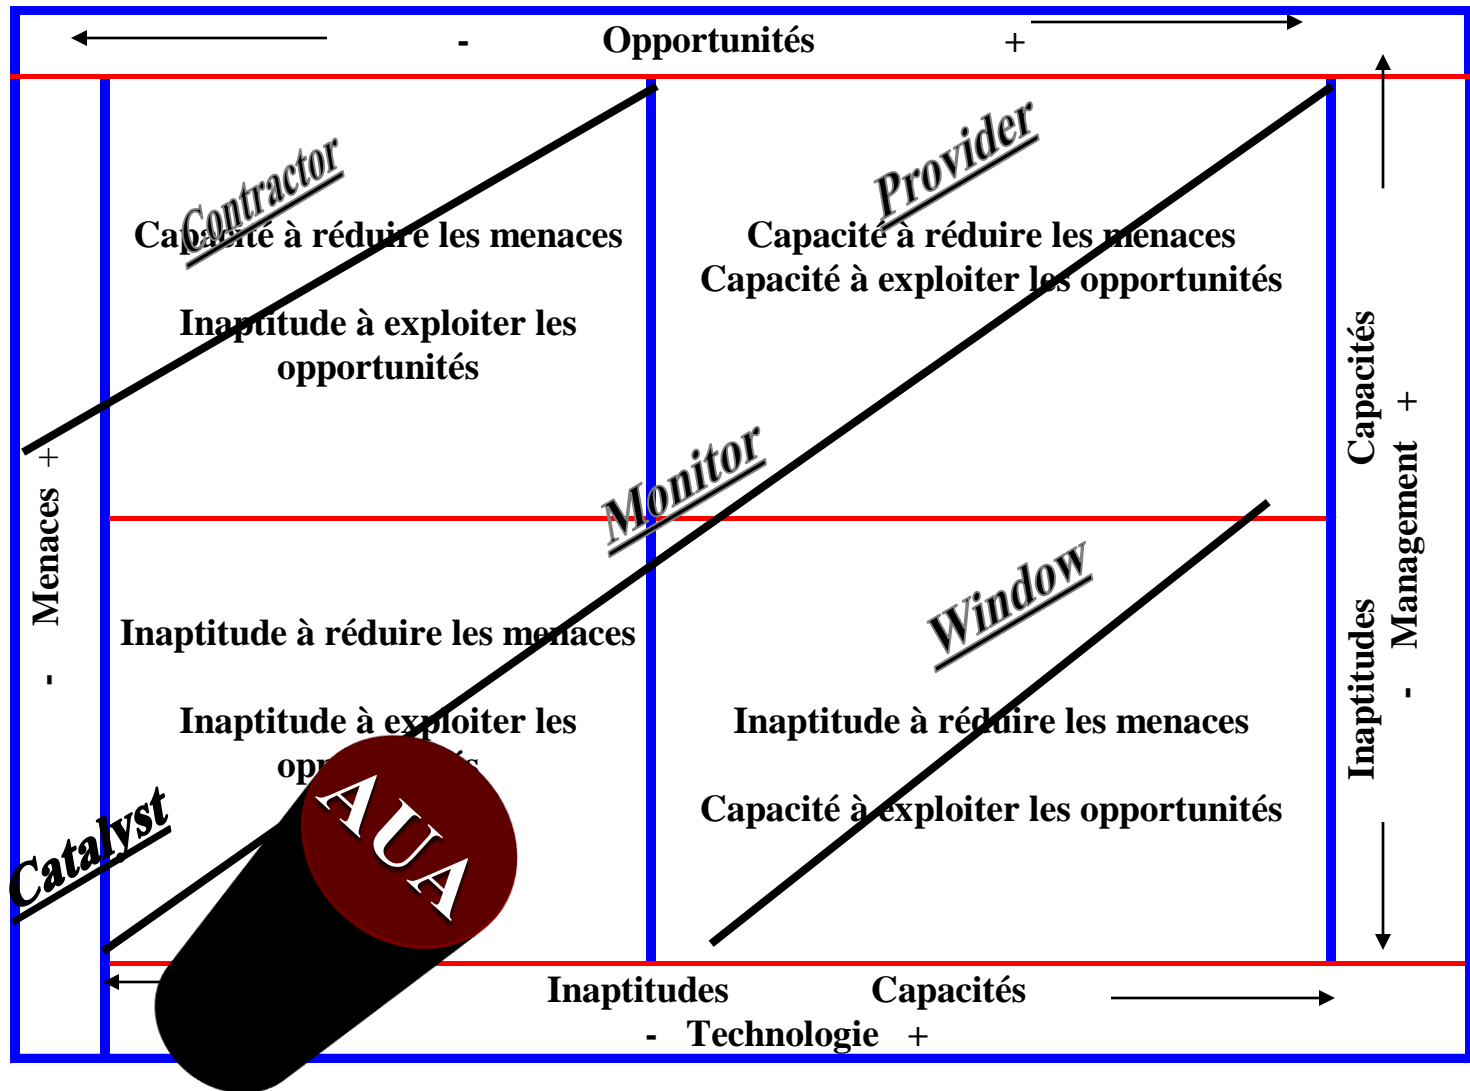 - Opportunités +
Contractor
Provider
Capacité à réduire les menaces
Inaptitude à exploiter les
opportunités
Capacité à réduire les menaces
Capacité à exploiter les opportunités
Monitor
Window
- Menaces +
Inaptitudes Capacités
- Management +
Inaptitude à réduire les menaces
Inaptitude à exploiter les
Inaptitude à réduire les menaces
Capacité à exploiter les opportunités
Catalyst
AUA
Inaptitudes Capacités
- Technologie +